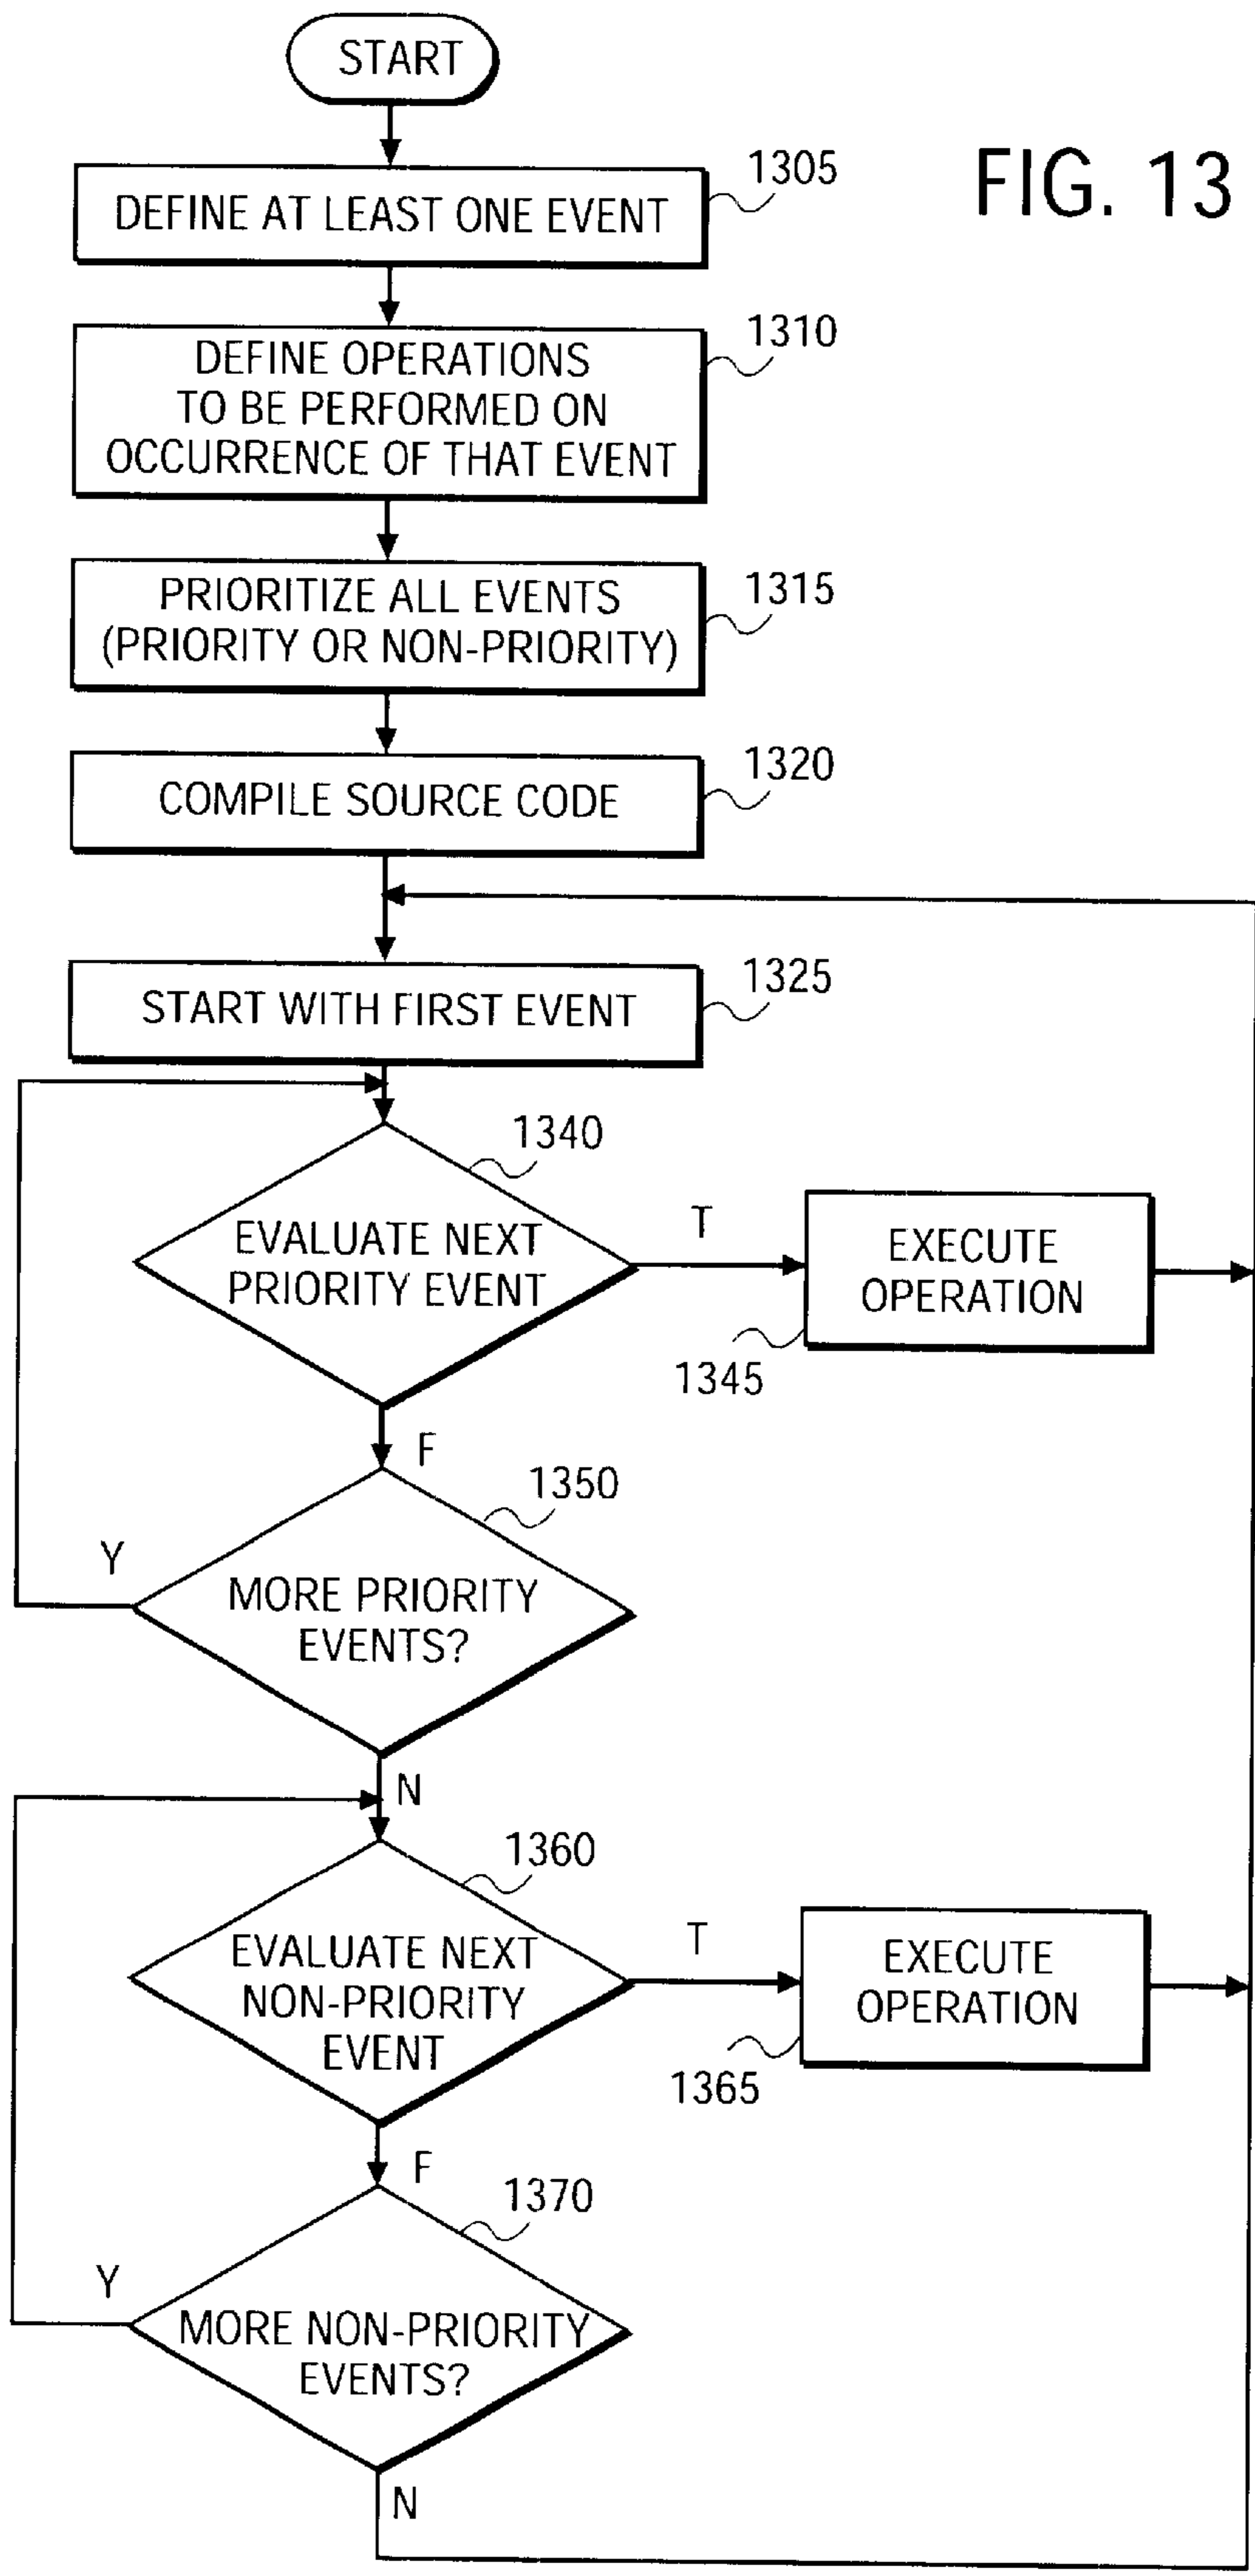 START
FIG. 13
1305
DEFINE AT LEAST ONE EVENT
1310
DEFINE OPERATIONS
TO BE PERFORMED ON
OCCURRENCE OF THAT EVENT
1315
PRIORITIZE ALL EVENTS
(PRIORITY OR NON-PRIORITY)
1320
COMPILE SOURCE CODE
1325
START WITH FIRST EVENT
1340
EVALUATE NEXT
PRIORITY EVENT
T
EXECUTE
OPERATION
1345
F
1350
Y
MORE PRIORITY
EVENTS?
N
1360
EVALUATE NEXT
NON-PRIORITY
EVENT
T
EXECUTE
OPERATION
1365
F
1370
Y
MORE NON-PRIORITY
EVENTS?
N